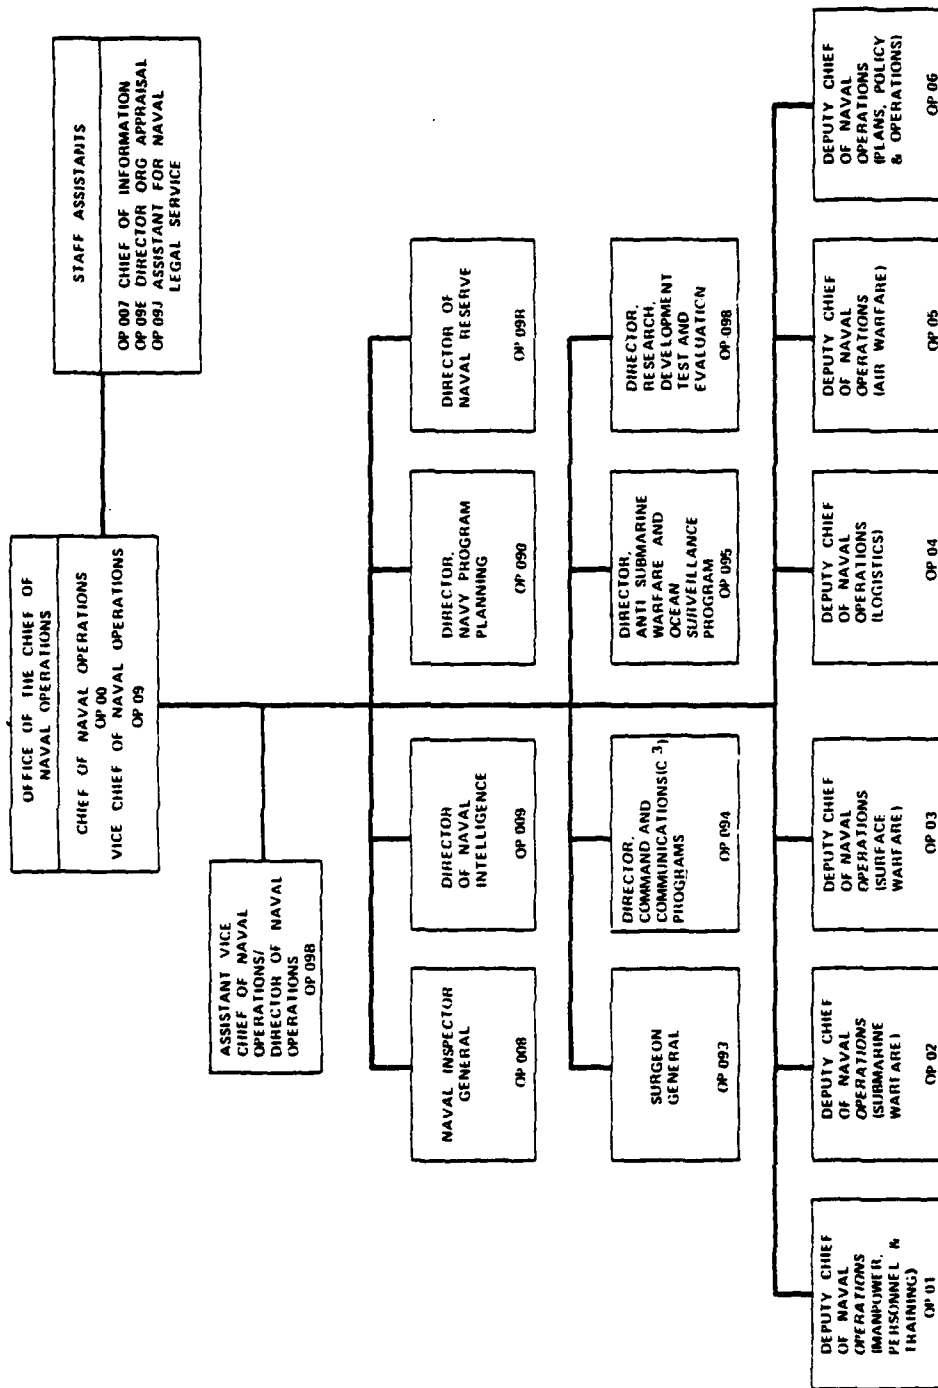 OFFICE OF THE CHIEF OF
NAVAL OPERATIONS
CHIEF OF NAVAL OPERATIONS
OP 00
VICE CHIEF OF NAVAL OPERATIONS
OP 09
STAFF ASSISTANTS
OP 007 CHIEF OF INFORMATION
OP 09E DIRECTOR ORG APPRAISAL
OP 09J ASSISTANT FOR NAVAL
LEGAL SERVICE
ASSISTANT VICE
CHIEF OF NAVAL
OPERATIONS/
DIRECTOR OF NAVAL
OPERATIONS
OP 09B
NAVAL INSPECTOR
GENERAL
OP 008
DIRECTOR
OF NAVAL
INTELLIGENCE
OP 009
DIRECTOR,
NAVY PROGRAM
PLANNING
OP 090
DIRECTOR OF
NAVAL RESERVE
OP 09R
SURGEON
GENERAL
OP 093
DIRECTOR,
COMMAND AND
COMMUNICATIONS(C 3)
PROGRAMS
OP 094
DIRECTOR,
ANTI SUBMARINE
WARFARE AND
OCEAN
SURVEILLANCE
PROGRAM
OP 095
DIRECTOR,
RESEARCH,
DEVELOPMENT
TEST AND
EVALUATION
OP 098
DEPUTY CHIEF
OF NAVAL
OPERATIONS
(MANPOWER,
PERSONNEL &
TRAINING)
OP 01
DEPUTY CHIEF
OF NAVAL
OPERATIONS
(SUBMARINE
WARFARE)
OP 02
DEPUTY CHIEF
OF NAVAL
OPERATIONS
(SURFACE
WARFARE)
OP 03
DEPUTY CHIEF
OF NAVAL
OPERATIONS
(LOGISTICS)
OP 04
DEPUTY CHIEF
OF NAVAL
OPERATIONS
(AIR WARFARE)
OP 05
DEPUTY CHIEF
OF NAVAL
OPERATIONS
(PLANS, POLICY
& OPERATIONS)
OP 06